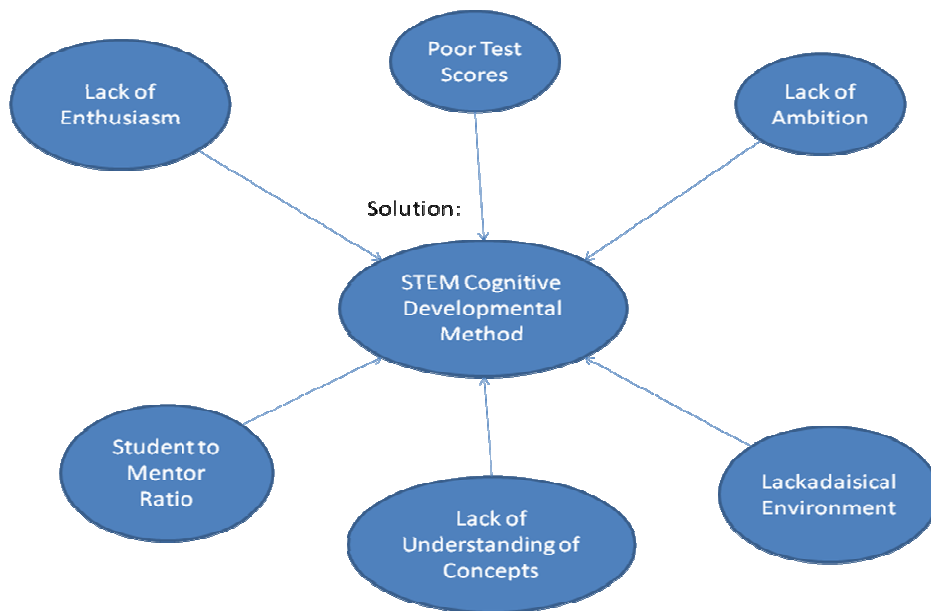 Poor Test
Scores
Lack of
Enthusiasm
Lack of
Ambition
Solution:
STEM Cognitive
Developmental
Method
Student to
Mentor
Ratio
Lack of
Understanding of
Concepts
Lackadaisical
Environment